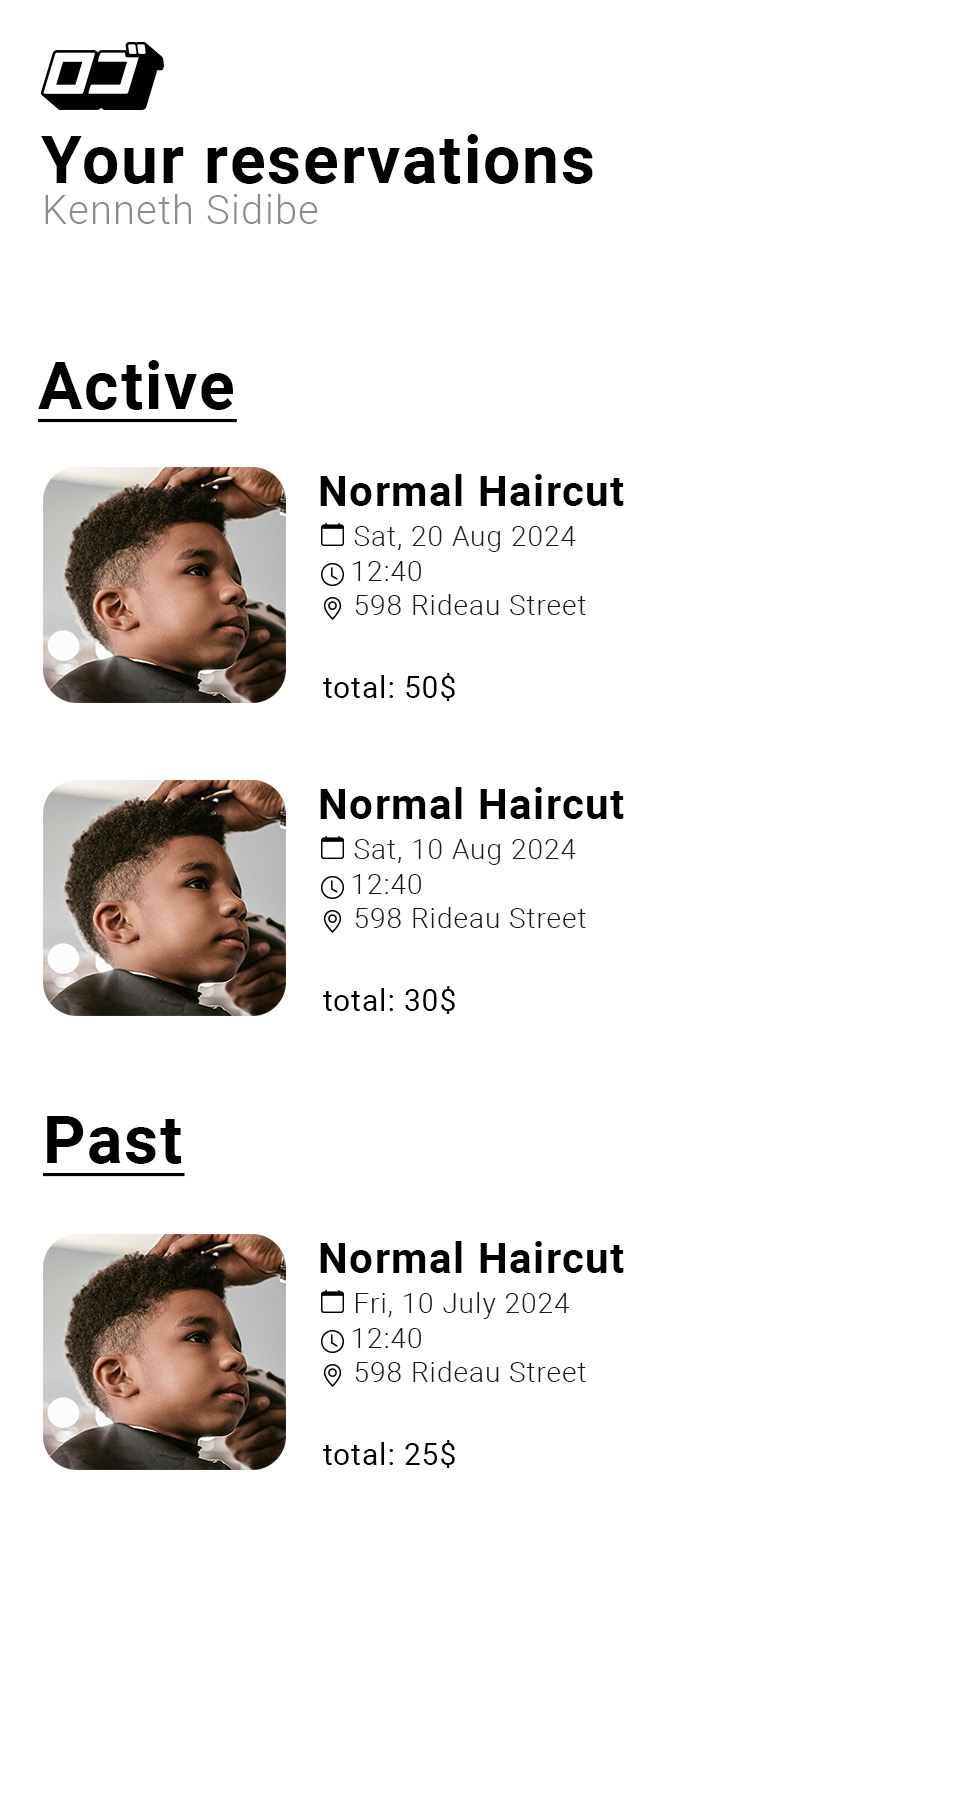 Your reservations
Kenneth Sidibe
Active
Normal Haircut
Sat, 20 Aug 2024
12:40
598 Rideau Street
total: 50$
Normal Haircut
Sat, 10 Aug 2024
12:40
598 Rideau Street
total: 30$
Past
Normal Haircut
Fri, 10 July 2024
12:40
598 Rideau Street
total: 25$